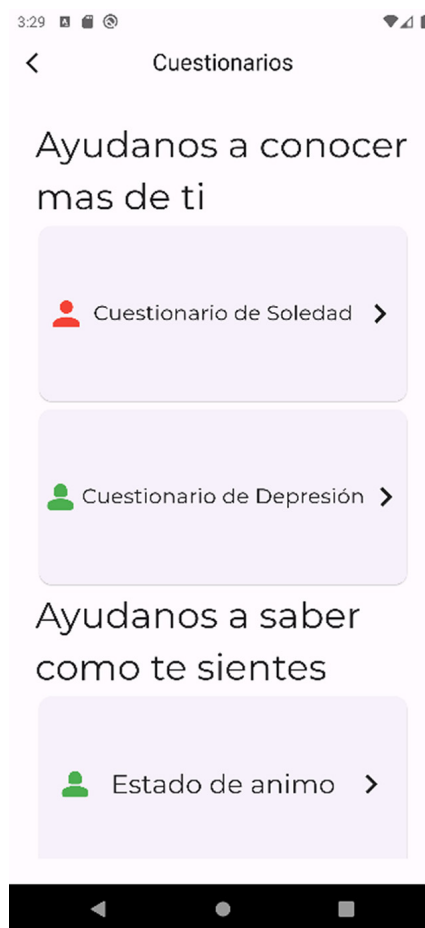 3:29
Cuestionarios
Ayudanos a conocer
mas de ti
Cuestionario de Soledad
Cuestionario de Depresión
Ayudanos a saber
como te sientes
Estado de animo